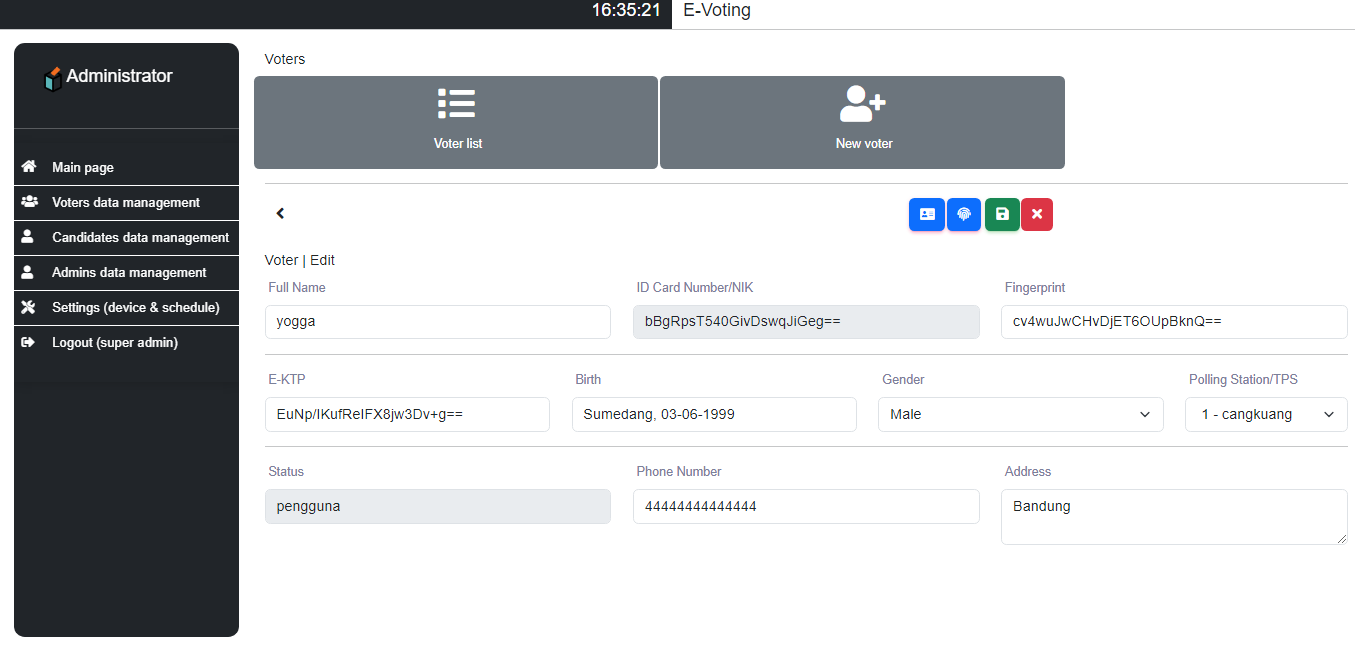 16:35:21 E-Voting
Administrator
Main page
Voters data management
Candidates data management
Admins data management
Settings (device & schedule)
Logout (super admin)
Voters
Voter list
New voter
Voter | Edit
Full Name
yogga
ID Card Number/NIK
bBgRpsT540GivDswqJiGeg==
Fingerprint
cv4wuJwCHvDjET6OUpBknQ==
E-KTP
EuNp/IKufReIFX8jw3Dv+g==
Birth
Sumedang, 03-06-1999
Gender
Male
Polling Station/TPS
1 - cangkuang
Status
pengguna
Phone Number
44444444444444
Address
Bandung